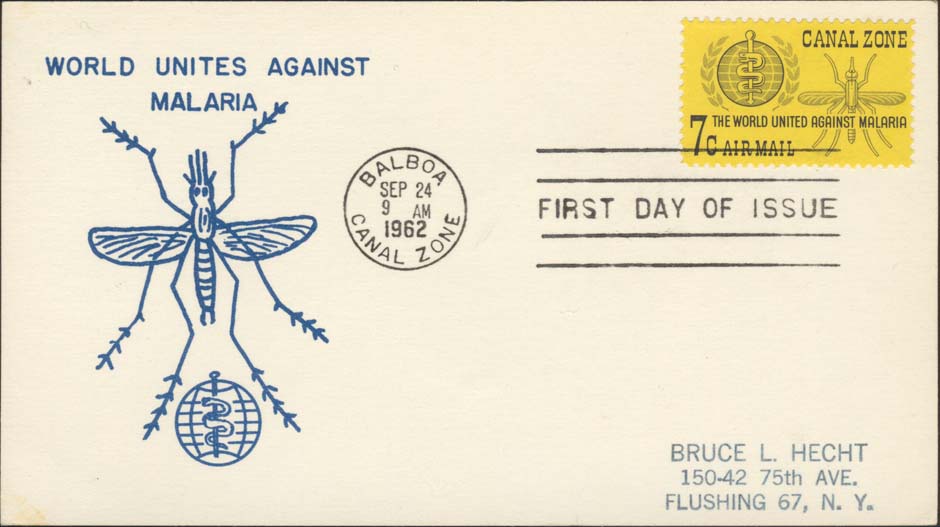 WORLD UNITES AGAINST
MALARIA
CANAL ZONE
THE WORLD UNITED AGAINST MALARIA
7c AIR MAIL
BALBOA
SEP 24
9 AM
1962
CANAL ZONE
FIRST DAY OF ISSUE
BRUCE L. HECHT
150-42 75th AVE.
FLUSHING 67, N. Y.